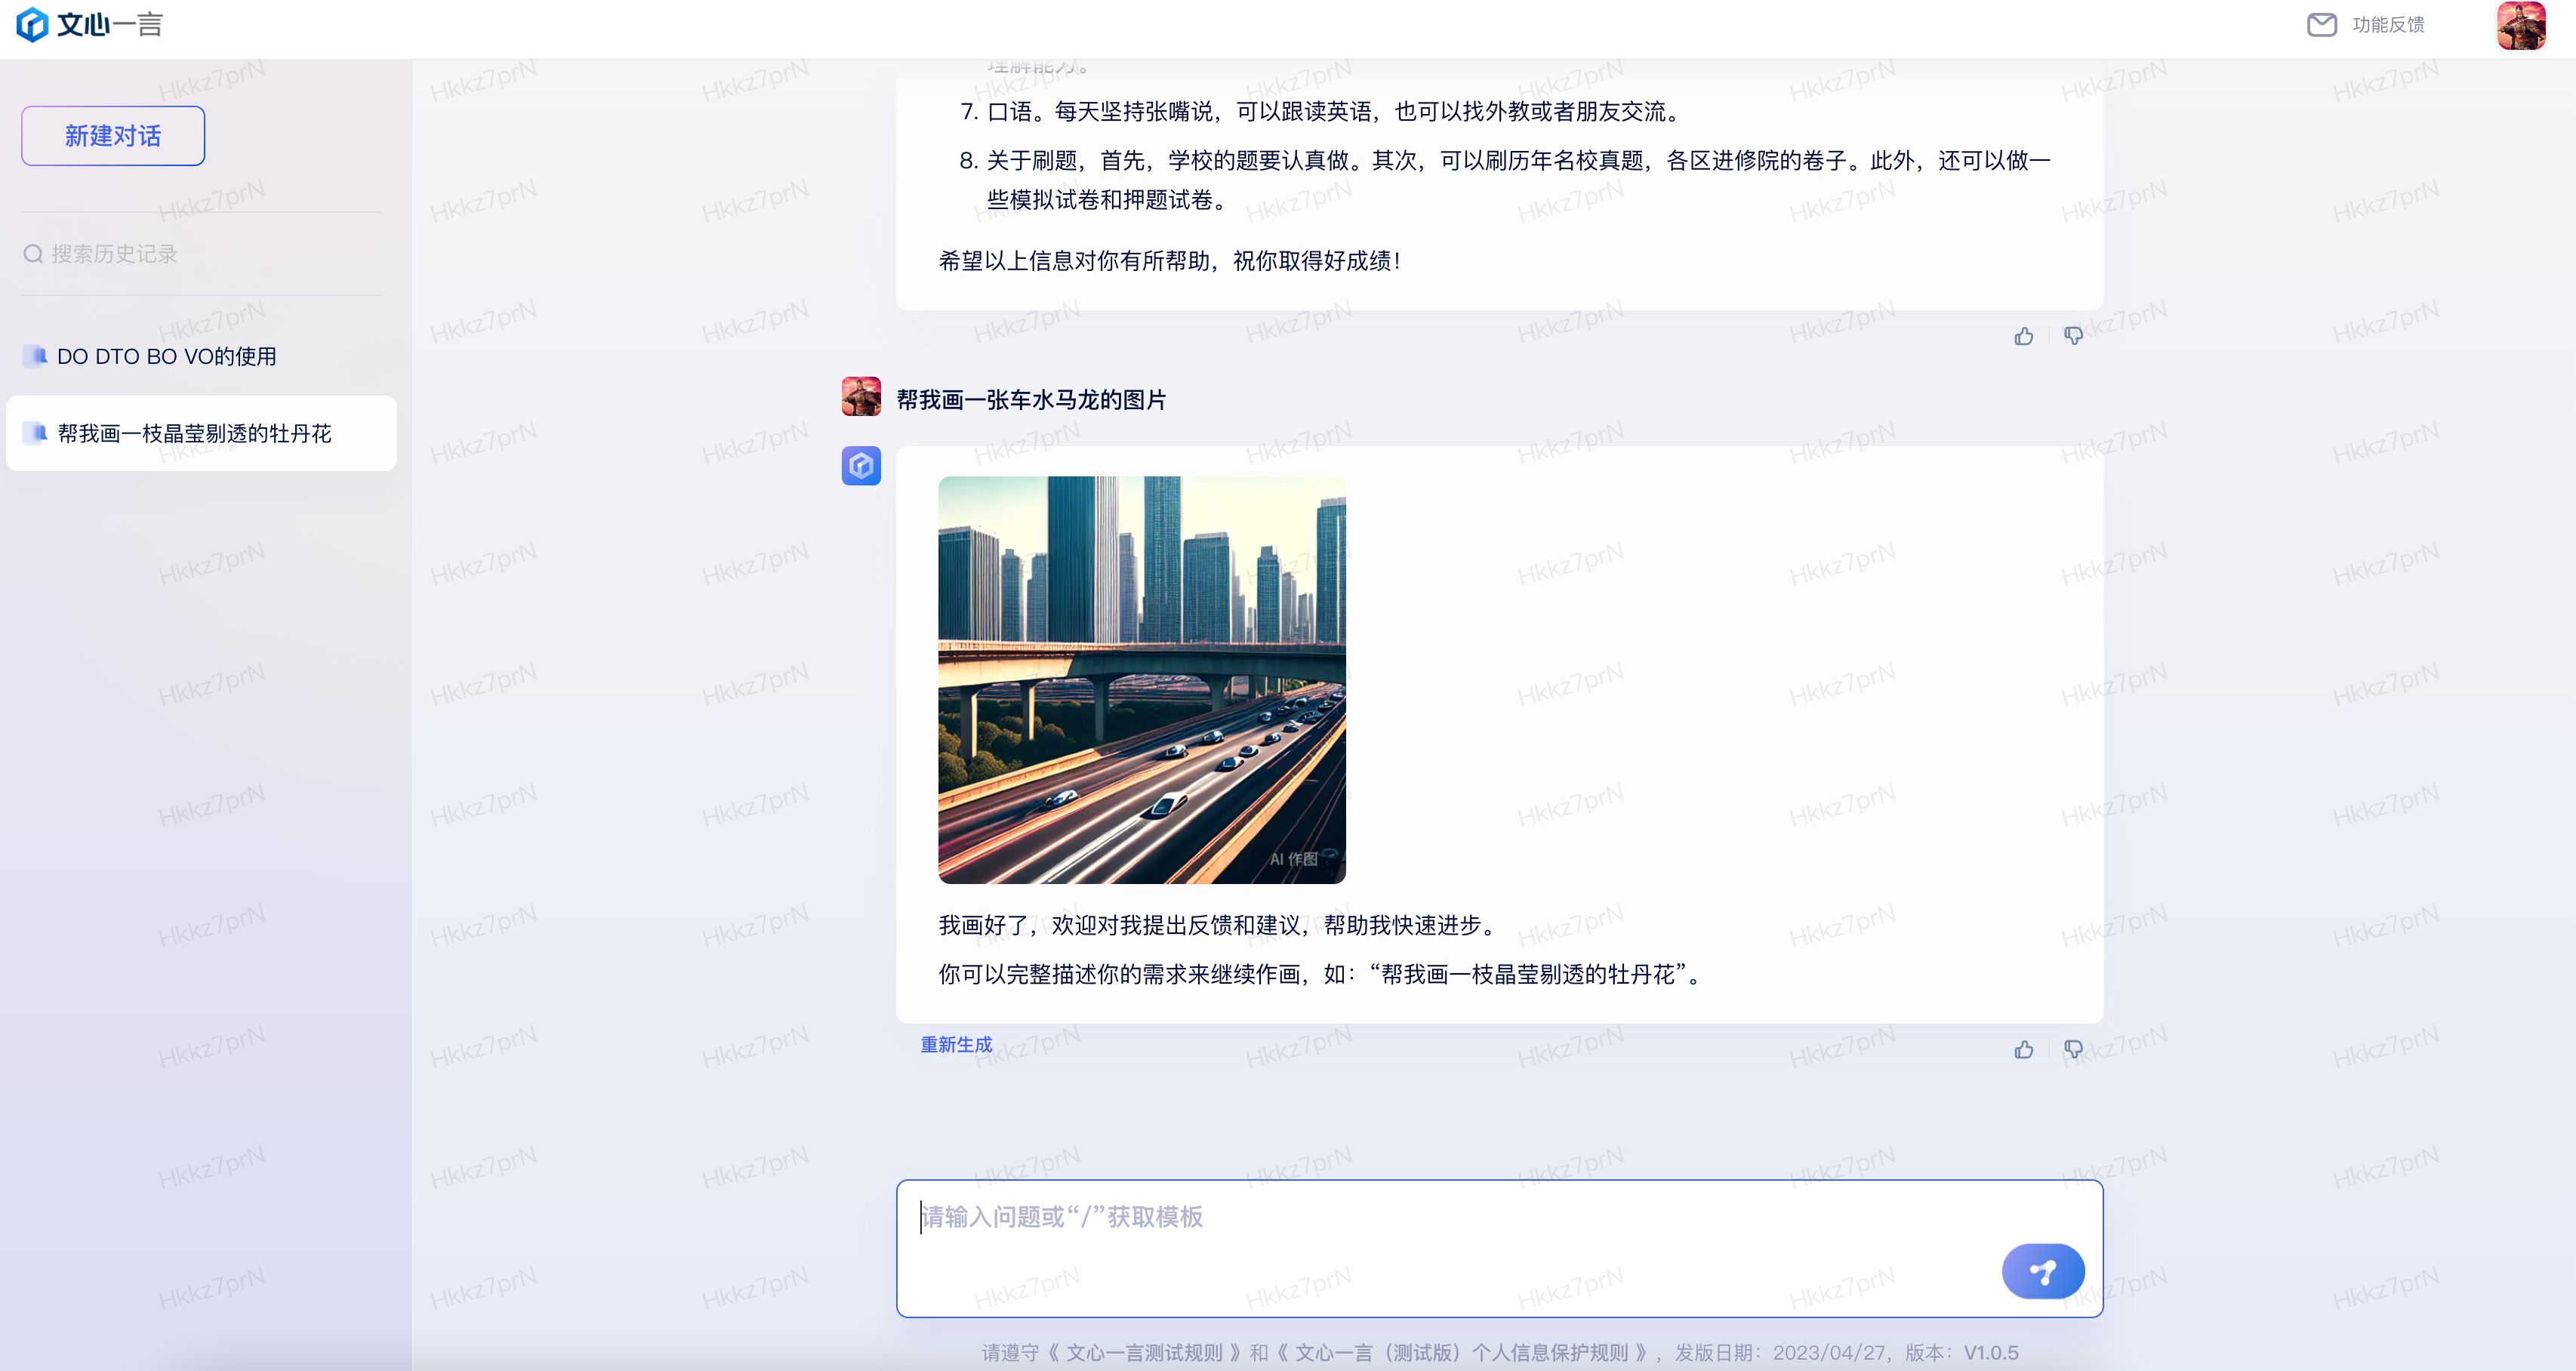 文心一言
功能反馈
新建对话
搜索历史记录
DO DTO BO VO的使用
帮我画一枝晶莹剔透的牡丹花
理解能力。
7. 口语。每天坚持张嘴说，可以跟读英语，也可以找外教或者朋友交流。
8. 关于刷题，首先，学校的题要认真做。其次，可以刷历年名校真题，各区进修院的卷子。此外，还可以做一
些模拟试卷和押题试卷。
希望以上信息对你有所帮助，祝你取得好成绩！
帮我画一张车水马龙的图片
AI 作图
我画好了，欢迎对我提出反馈和建议，帮助我快速进步。
你可以完整描述你的需求来继续作画，如：“帮我画一枝晶莹剔透的牡丹花”。
重新生成
请输入问题或“/”获取模板
请遵守《 文心一言测试规则 》和《 文心一言（测试版）个人信息保护规则 》，发版日期：2023/04/27，版本：V1.0.5
Hkkz7prN